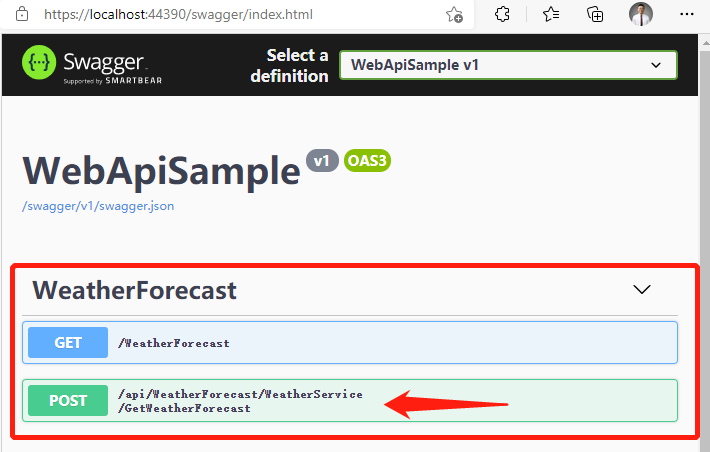 https://localhost:44390/swagger/index.html
Swagger
Supported by SMARTBEAR
Select a
definition
WebApiSample v1
WebApiSample v1 OAS3
/swagger/v1/swagger.json
WeatherForecast
GET /WeatherForecast
POST /api/WeatherForecast/WeatherService
/GetWeatherForecast